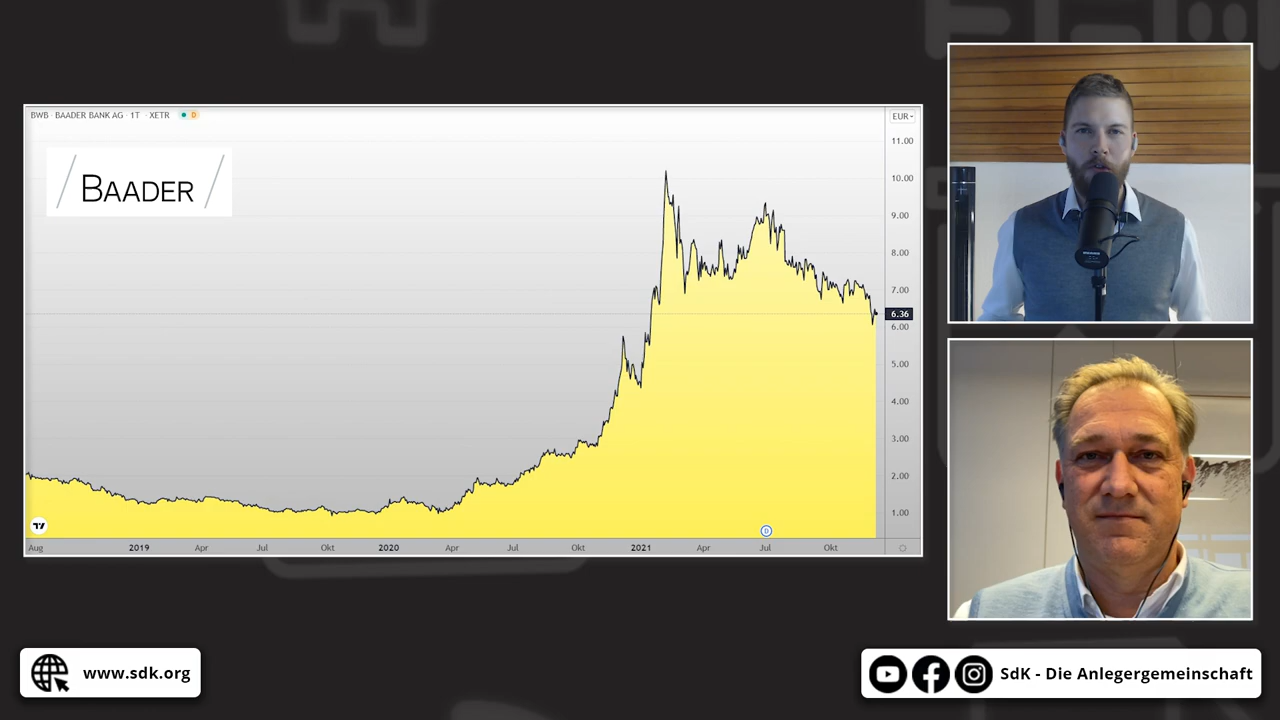 BWB · BAADER BANK AG · 1T · XETR D
EUR
BAADER
11.00
10.00
9.00
8.00
7.00
6.36
6.00
5.00
4.00
3.00
2.00
1.00
D
Aug 2019 Apr Jul Okt 2020 Apr Jul Okt 2021 Apr Jul Okt
www.sdk.org
SdK - Die Anlegergemeinschaft